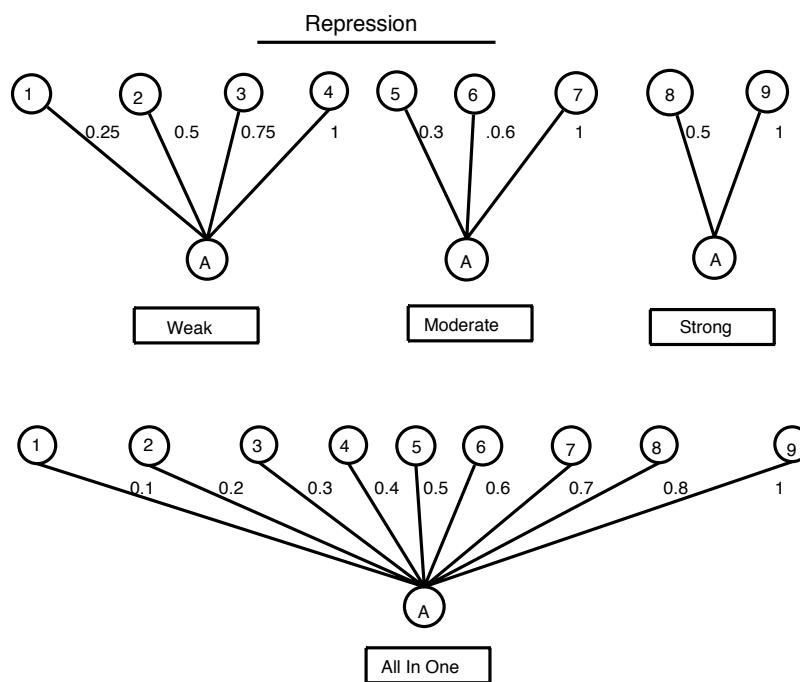 Repression
1 2 3 4 5 6 7 8 9
0.25 0.5 0.75 1 0.3 .0.6 1 0.5 1
A A A
Weak Moderate Strong
1 2 3 4 5 6 7 8 9
0.1 0.2 0.3 0.4 0.5 0.6 0.7 0.8 1
A
All In One